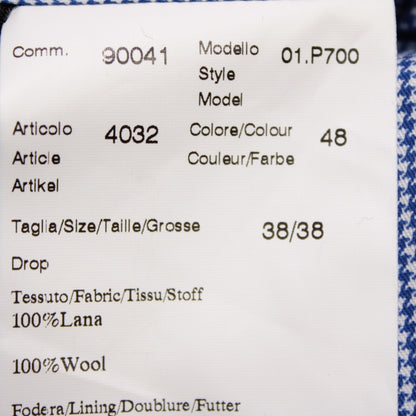 Comm. 90041 Modello 01.P700
Style
Model
Articolo 4032 Colore/Colour 48
Article Couleur/Farbe
Artikel
Taglia/Size/Taille/Grosse 38/38
Drop
Tessuto/Fabric/Tissu/Stoff
100%Lana
100%Wool
Fodera/Lining/Doublure/Futter